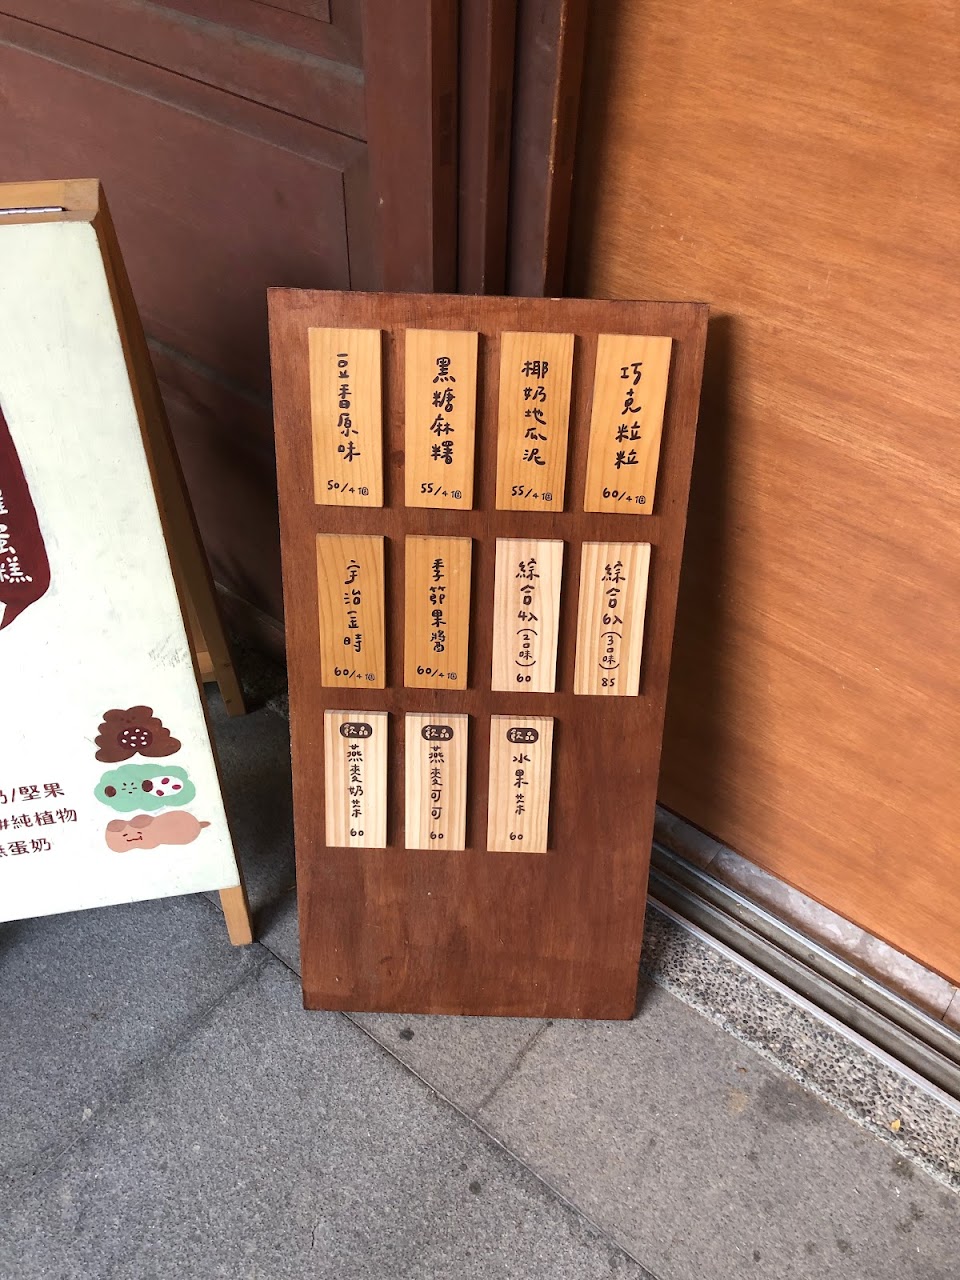 豆香原味
50/4個
黑糖麻糬
55/4個
椰奶地瓜泥
55/4個
巧克粒粒
60/4個
宇治金時
60/4個
季節果醬
60/4個
綜合4入(2口味)
60
綜合6入(3口味)
85
飲品
燕麥奶茶
60
飲品
燕麥可可
60
飲品
水果茶
60
蛋糕
奶/堅果
#純植物
無蛋奶